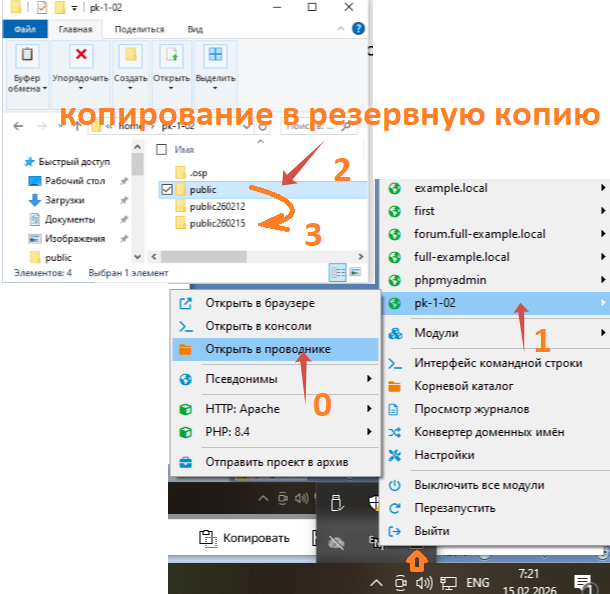 pk-1-02
Файл
Главная
Поделиться
Вид
Буфер обмена
Упорядочить
Создать
Открыть
Выделить
копирование в резервную копию
« home › pk-1-02
Имя
Быстрый доступ
Рабочий стол
Загрузки
Документы
Изображения
public
.osp
public
public260212
public260215
2
3
Элементов: 4
Выбран 1 элемент
example.local
first
forum.full-example.local
full-example.local
phpmyadmin
pk-1-02
1
Модули
Интерфейс командной строки
Корневой каталог
Просмотр журналов
Конвертер доменных имён
Настройки
Выключить все модули
Перезапустить
Выйти
Открыть в браузере
Открыть в консоли
Открыть в проводнике
0
Псевдонимы
HTTP: Apache
PHP: 8.4
Отправить проект в архив
Копировать
0
ENG
7:21
15.02.2026
1